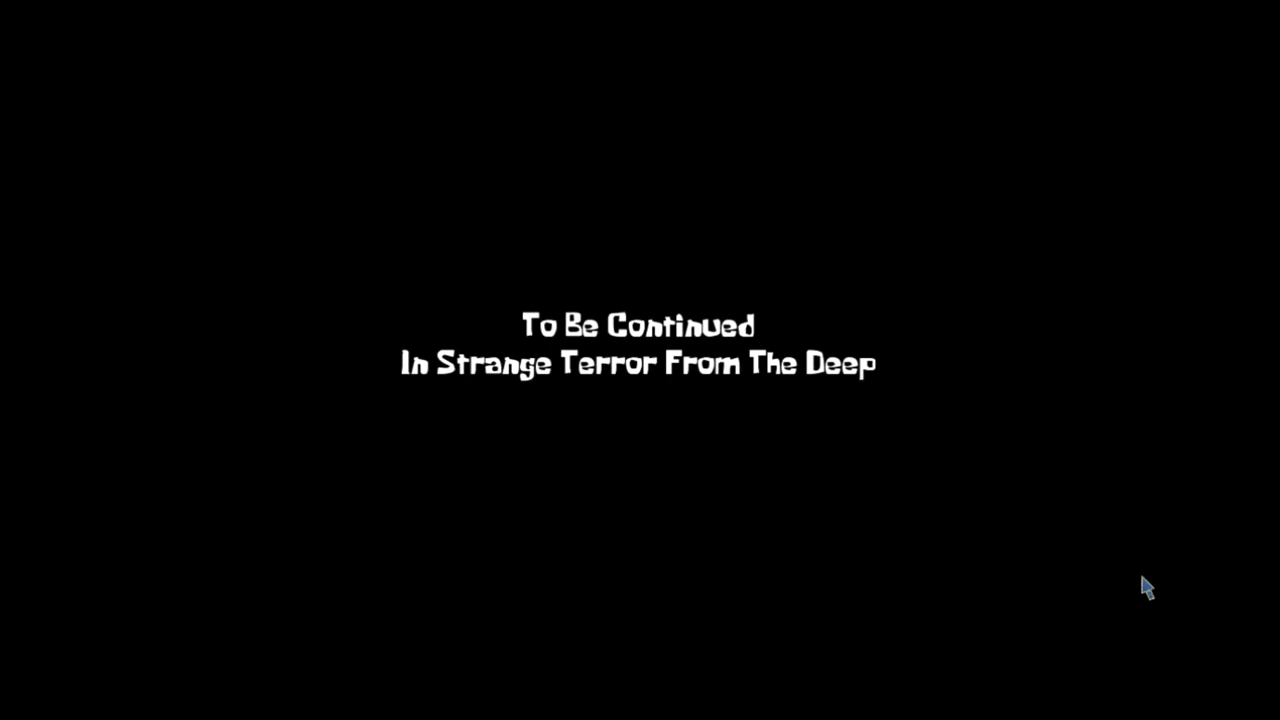 To Be Continued
In Strange Terror From The Deep